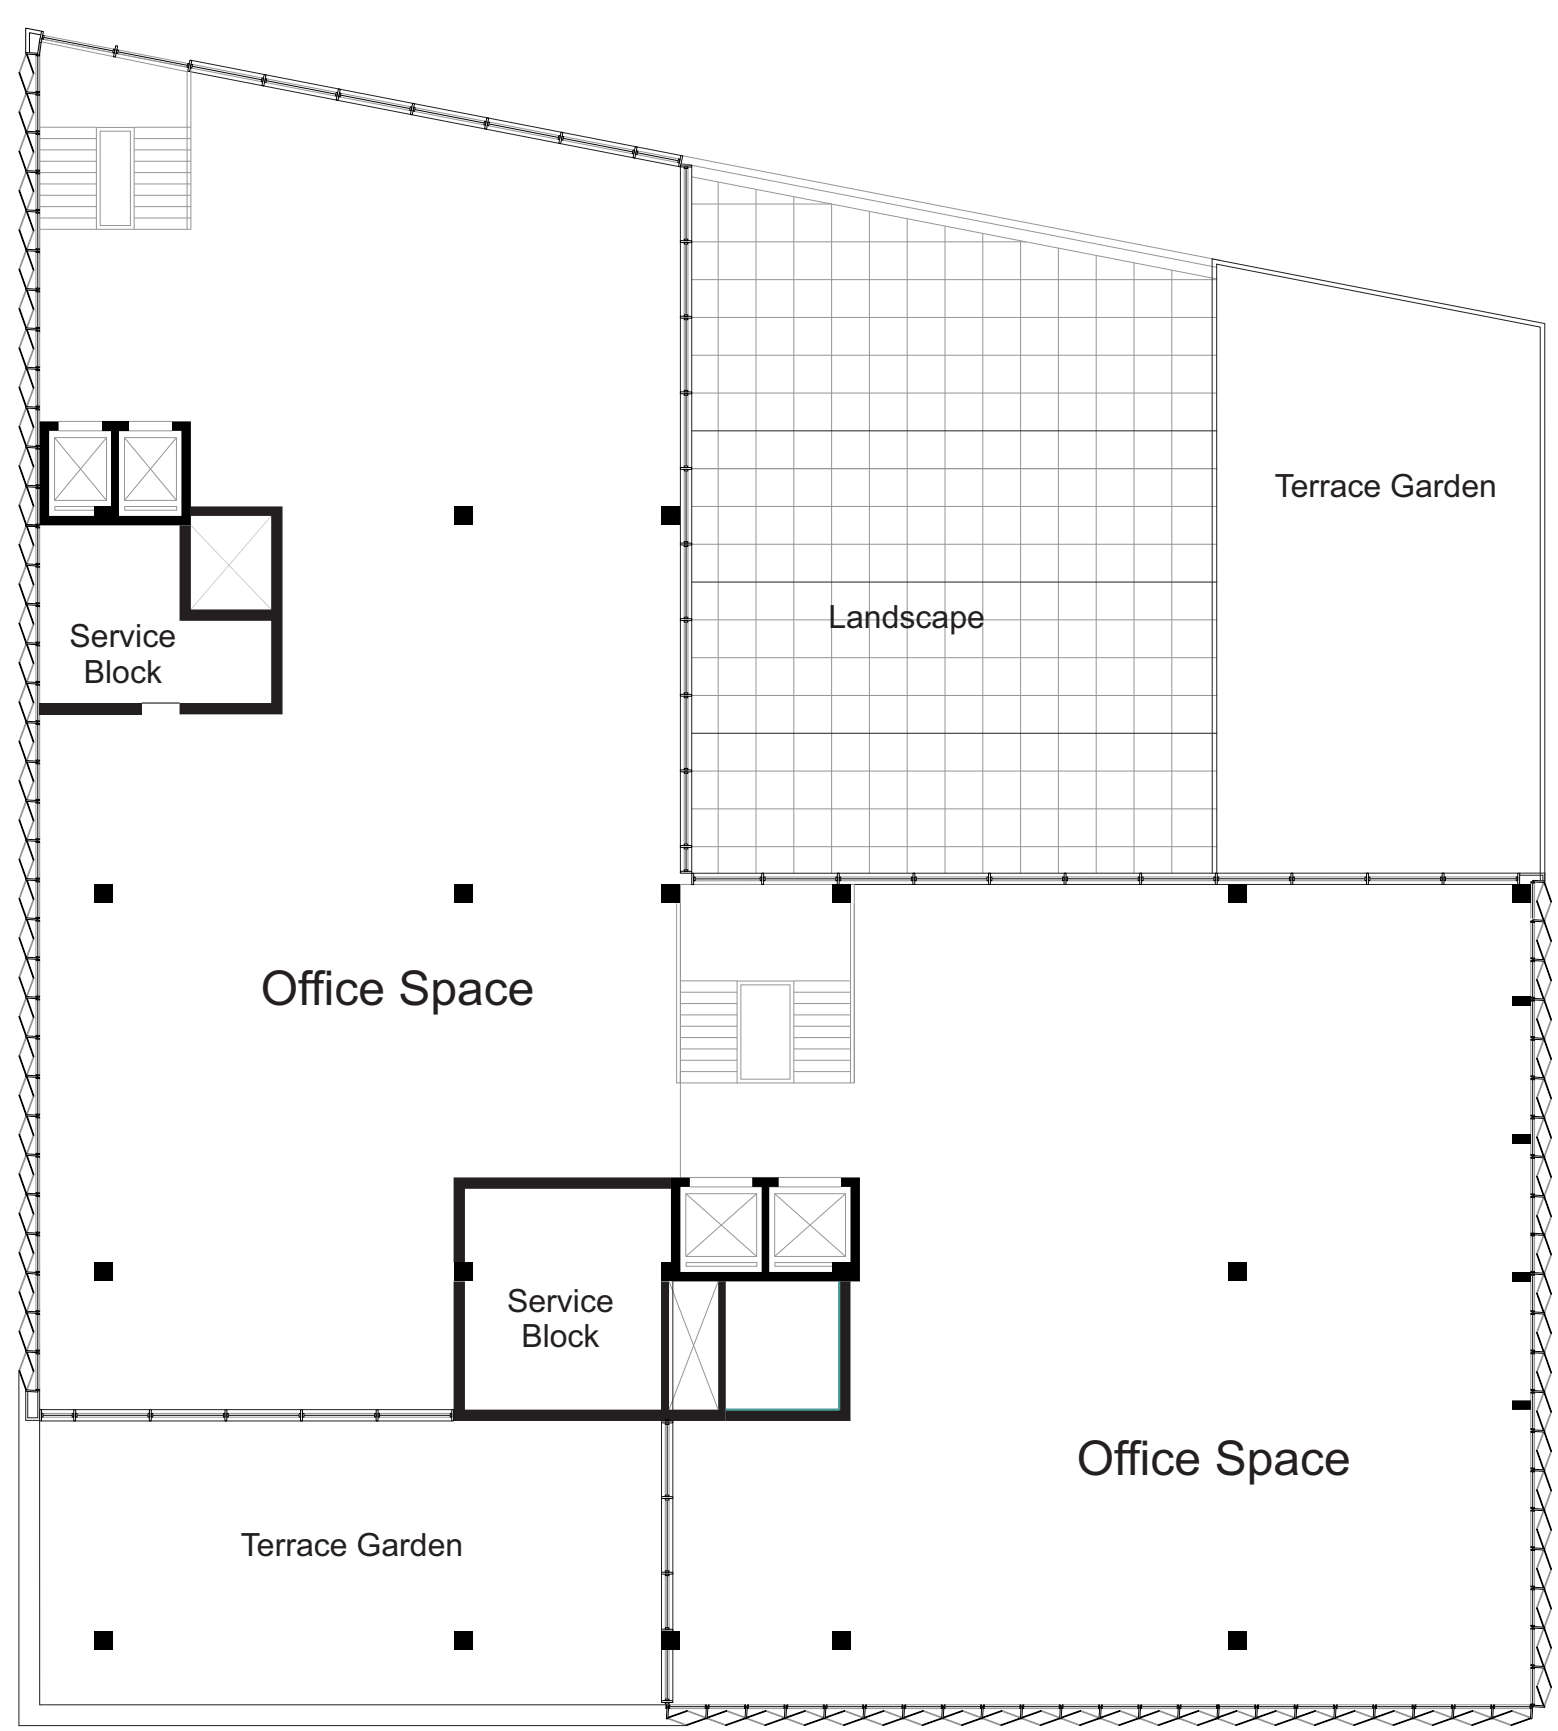 Terrace Garden
Landscape
Service
Block
Office Space
Service
Block
Office Space
Terrace Garden